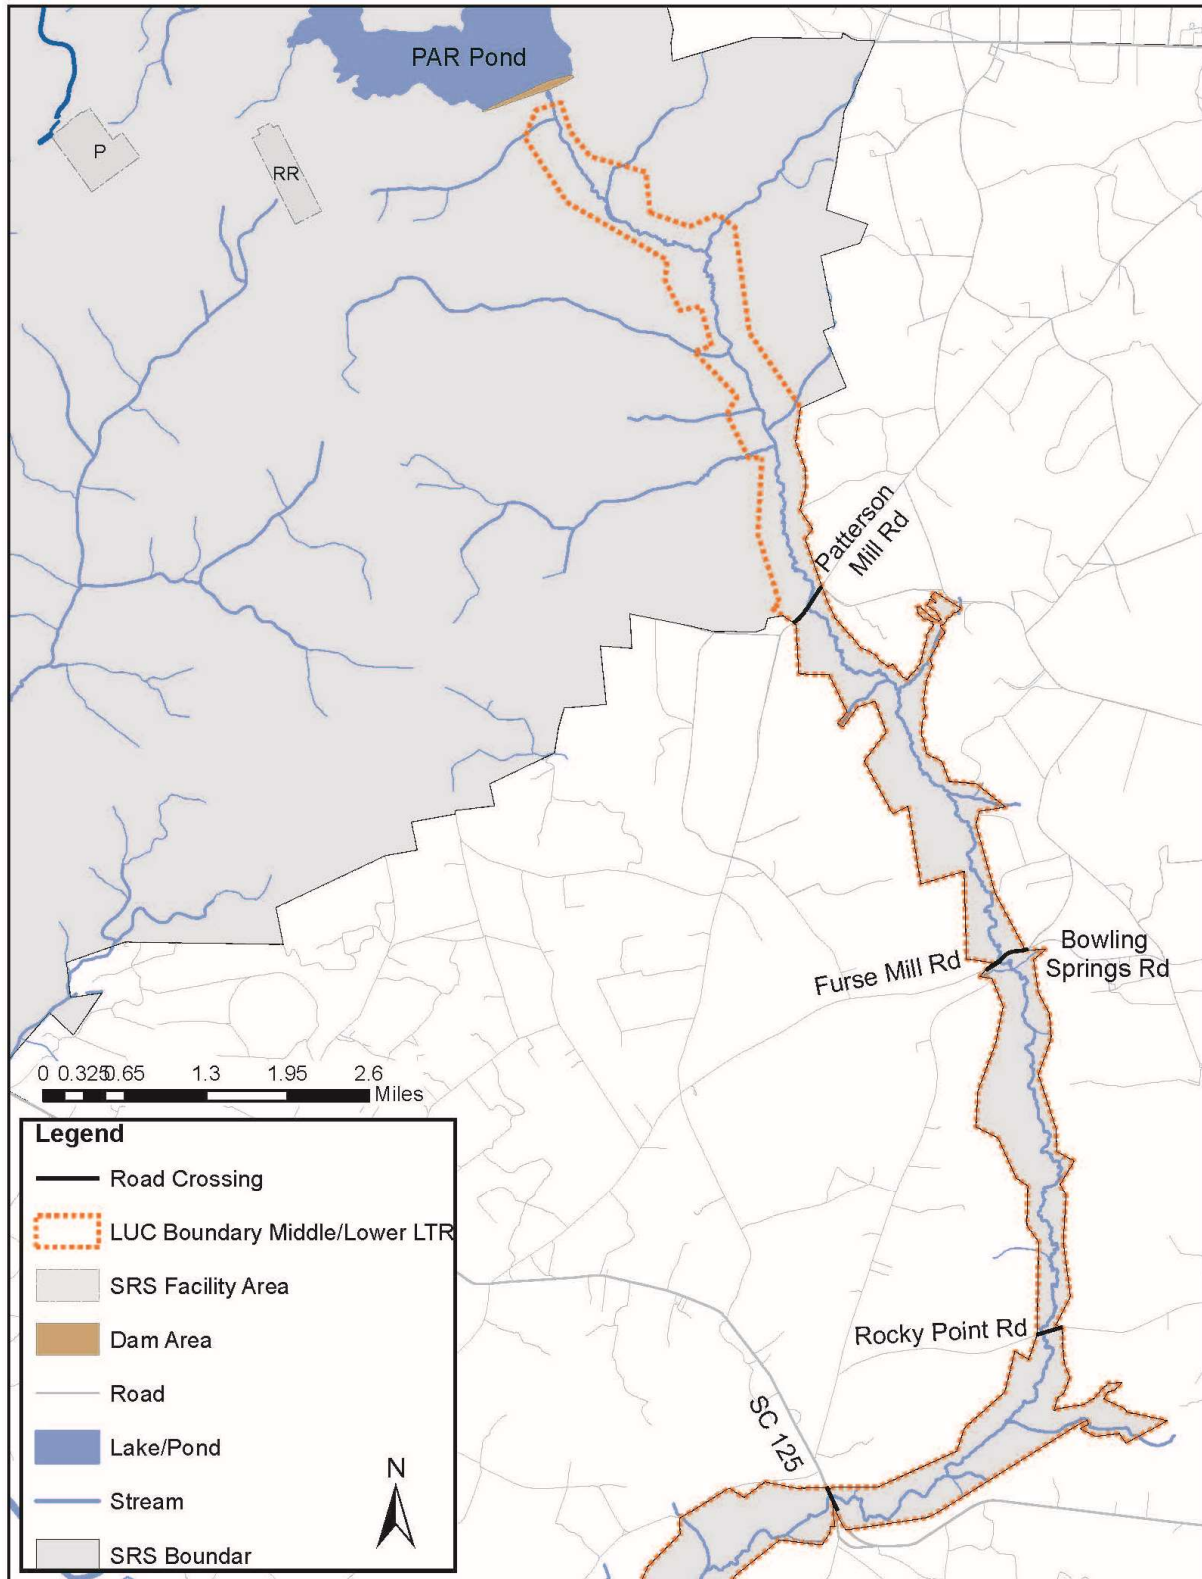 PAR Pond
P
RR
Patterson
Mill Rd
Bowling
Springs Rd
Furse Mill Rd
0 0.325 0.65 1.3 1.95 2.6
Miles
Legend
Road Crossing
LUC Boundary Middle/Lower LTR
SRS Facility Area
Dam Area
Road
Lake/Pond
Stream
SRS Boundar
N
Rocky Point Rd
SC 125